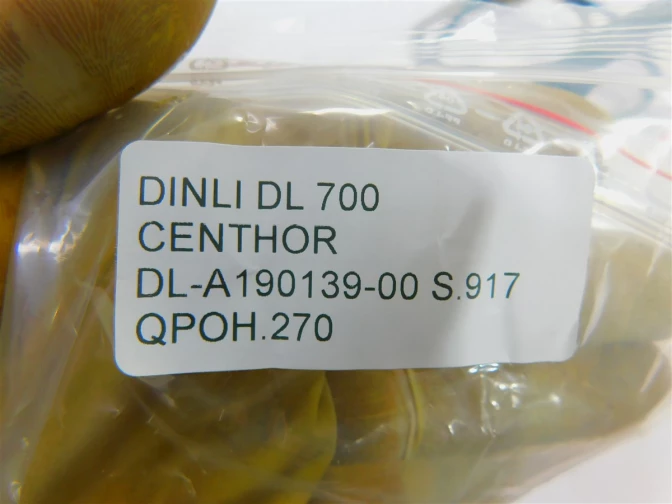 DINLI DL 700
CENTHOR
DL-A190139-00 S.917
QPOH.270